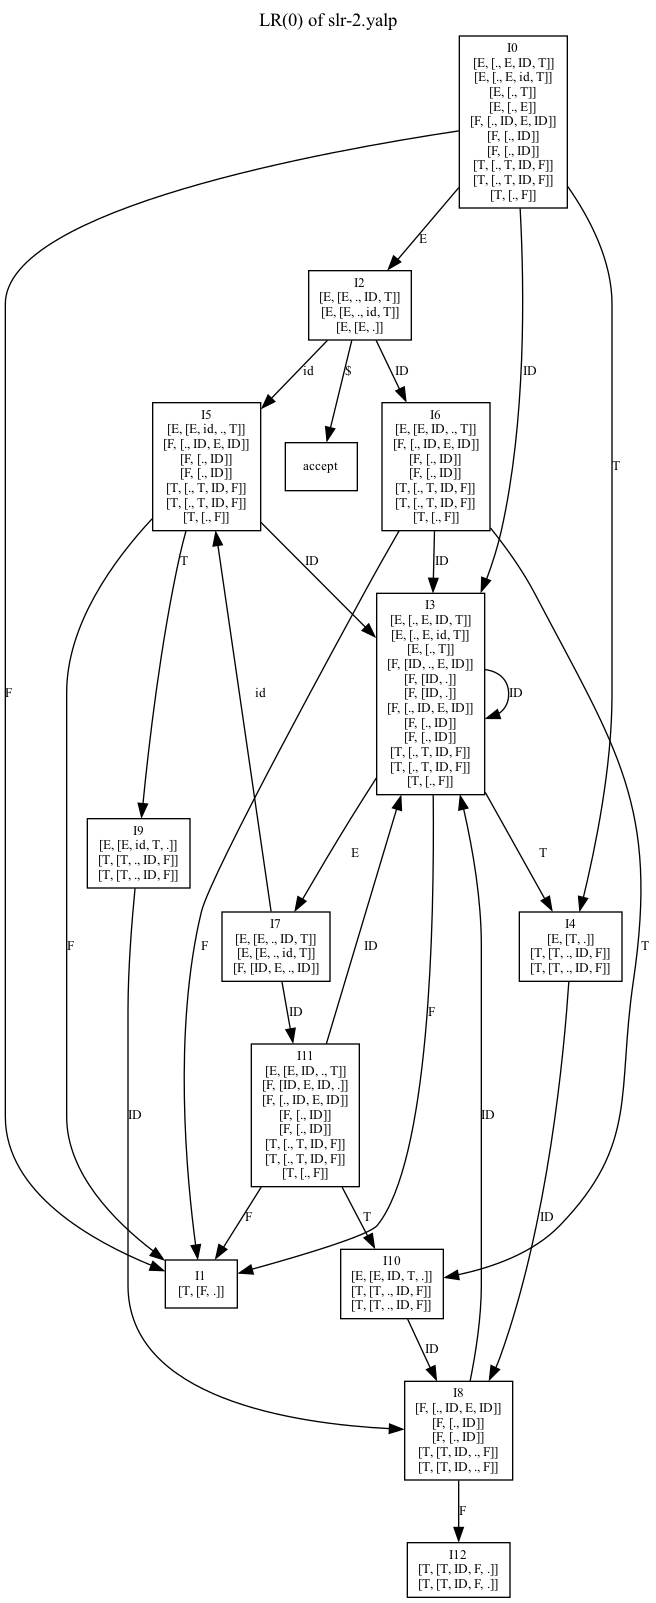 LR(0) of slr-2.yalp
I0
[E, [., E, ID, T]]
[E, [., E, id, T]]
[E, [., T]]
[E, [., E]]
[F, [., ID, E, ID]]
[F, [., ID]]
[F, [., ID]]
[T, [., T, ID, F]]
[T, [., T, ID, F]]
[T, [., F]]
E
I2
[E, [E, ., ID, T]]
[E, [E, ., id, T]]
[E, [E, .]]
id
$
ID
ID
I5
[E, [E, id, ., T]]
[F, [., ID, E, ID]]
[F, [., ID]]
[F, [., ID]]
[T, [., T, ID, F]]
[T, [., T, ID, F]]
[T, [., F]]
accept
I6
[E, [E, ID, ., T]]
[F, [., ID, E, ID]]
[F, [., ID]]
[F, [., ID]]
[T, [., T, ID, F]]
[T, [., T, ID, F]]
[T, [., F]]
T
T
ID
ID
I3
[E, [., E, ID, T]]
[E, [., E, id, T]]
[E, [., T]]
[F, [ID, ., E, ID]]
[F, [ID, .]]
[F, [ID, .]]
[F, [., ID, E, ID]]
[F, [., ID]]
[F, [., ID]]
[T, [., T, ID, F]]
[T, [., T, ID, F]]
[T, [., F]]
F
id
ID
I9
[E, [E, id, T, .]]
[T, [T, ., ID, F]]
[T, [T, ., ID, F]]
E
T
I7
[E, [E, ., ID, T]]
[E, [E, ., id, T]]
[F, [ID, E, ., ID]]
I4
[E, [T, .]]
[T, [T, ., ID, F]]
[T, [T, ., ID, F]]
F
F
ID
T
ID
F
I11
[E, [E, ID, ., T]]
[F, [ID, E, ID, .]]
[F, [., ID, E, ID]]
[F, [., ID]]
[F, [., ID]]
[T, [., T, ID, F]]
[T, [., T, ID, F]]
[T, [., F]]
ID
ID
F
T
ID
I1
[T, [F, .]]
I10
[E, [E, ID, T, .]]
[T, [T, ., ID, F]]
[T, [T, ., ID, F]]
ID
I8
[F, [., ID, E, ID]]
[F, [., ID]]
[F, [., ID]]
[T, [T, ID, ., F]]
[T, [T, ID, ., F]]
F
I12
[T, [T, ID, F, .]]
[T, [T, ID, F, .]]